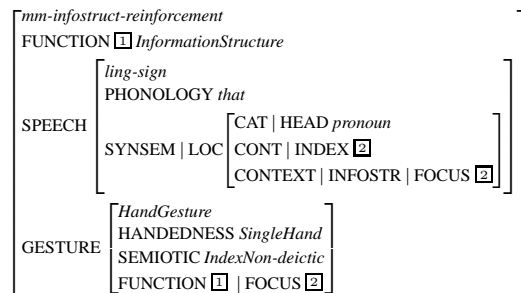 mm-infostruct-reinforcement
FUNCTION 1 InformationStructure
ling-sign
PHONOLOGY that
SPEECH
CAT | HEAD pronoun
SYNSEM | LOC CONT | INDEX 2
CONTEXT | INFOSTR | FOCUS 2
HandGesture
HANDEDNESS SingleHand
GESTURE
SEMIOTIC IndexNon-deictic
FUNCTION 1 | FOCUS 2